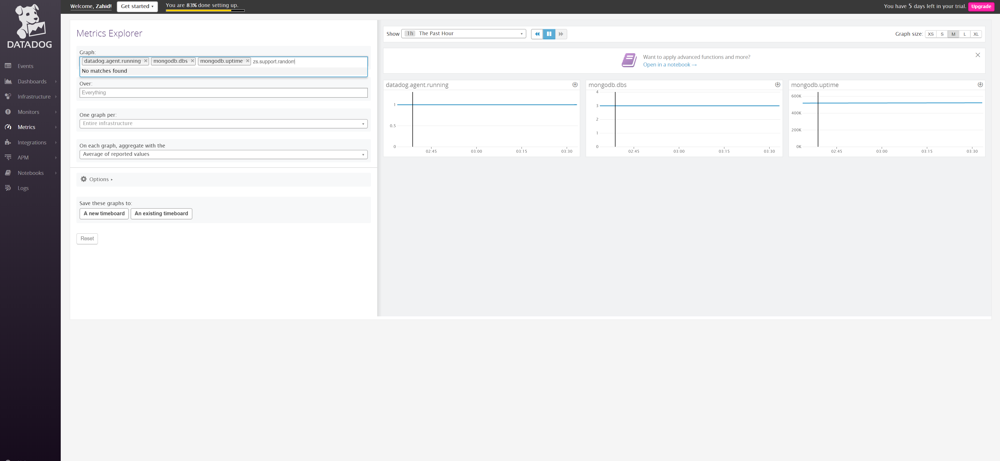 Welcome, Zahid!
Get started ▾
You are 83% done setting up.
You have 5 days left in your trial.
Upgrade
DATADOG
Events
Dashboards
Infrastructure
Monitors
Metrics
Integrations
APM
Notebooks
Logs
Metrics Explorer
Graph:
datadog.agent.running × mongodb.dbs × mongodb.uptime × zs.support.random
No matches found
Over:
Everything
One graph per:
Entire infrastructure
On each graph, aggregate with the
Average of reported values
Options ▸
Save these graphs to:
A new timeboard An existing timeboard
Reset
Show 1h The Past Hour
Graph size: XS S M L XL
Want to apply advanced functions and more?
Open in a notebook →
datadog.agent.running
1
0.5
0
02:45 03:00 03:15 03:30
mongodb.dbs
4
3
2
1
0
02:45 03:00 03:15 03:30
mongodb.uptime
600K
400K
200K
0K
02:45 03:00 03:15 03:30